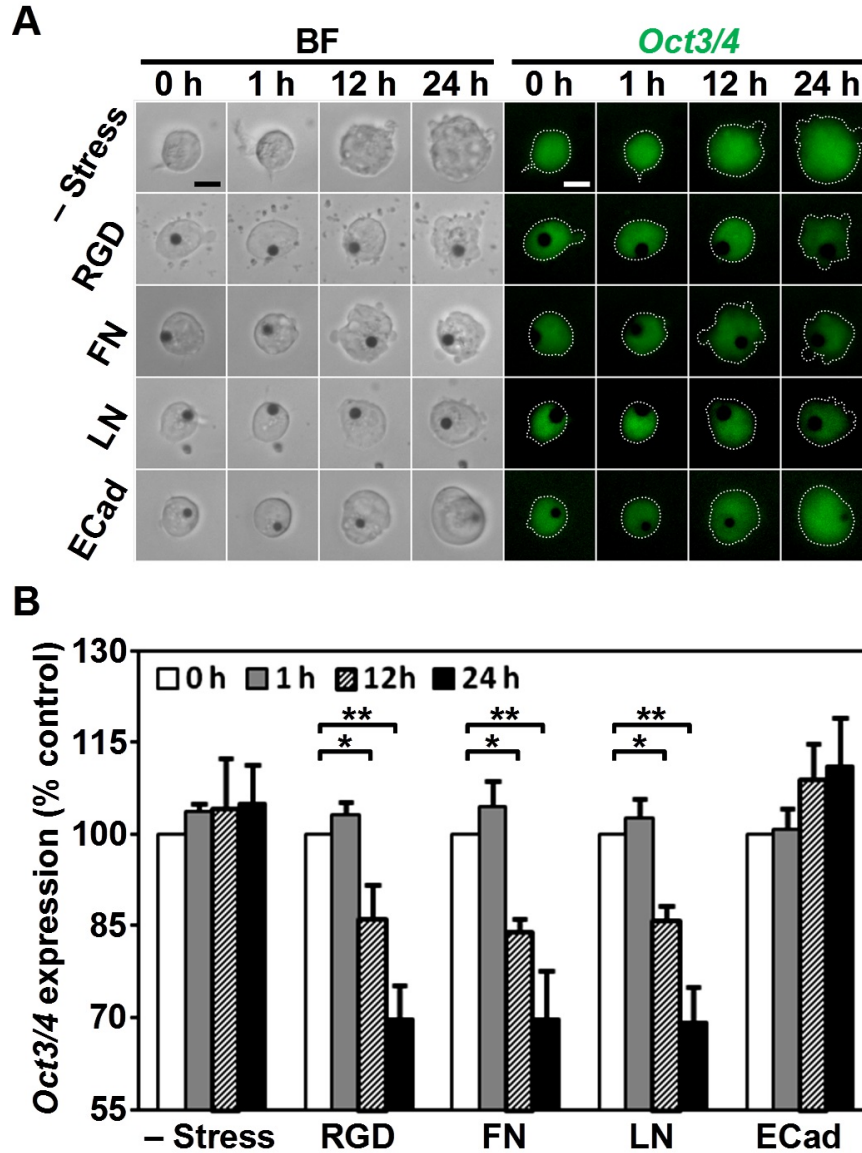 A
BF Oct3/4
0 h 1 h 12 h 24 h 0 h 1 h 12 h 24 h
– Stress
RGD
FN
LN
ECad
B
Oct3/4 expression (% control)
130
115
100
85
70
55
0 h 1 h 12h 24 h
** ** **
* * *
– Stress RGD FN LN ECad